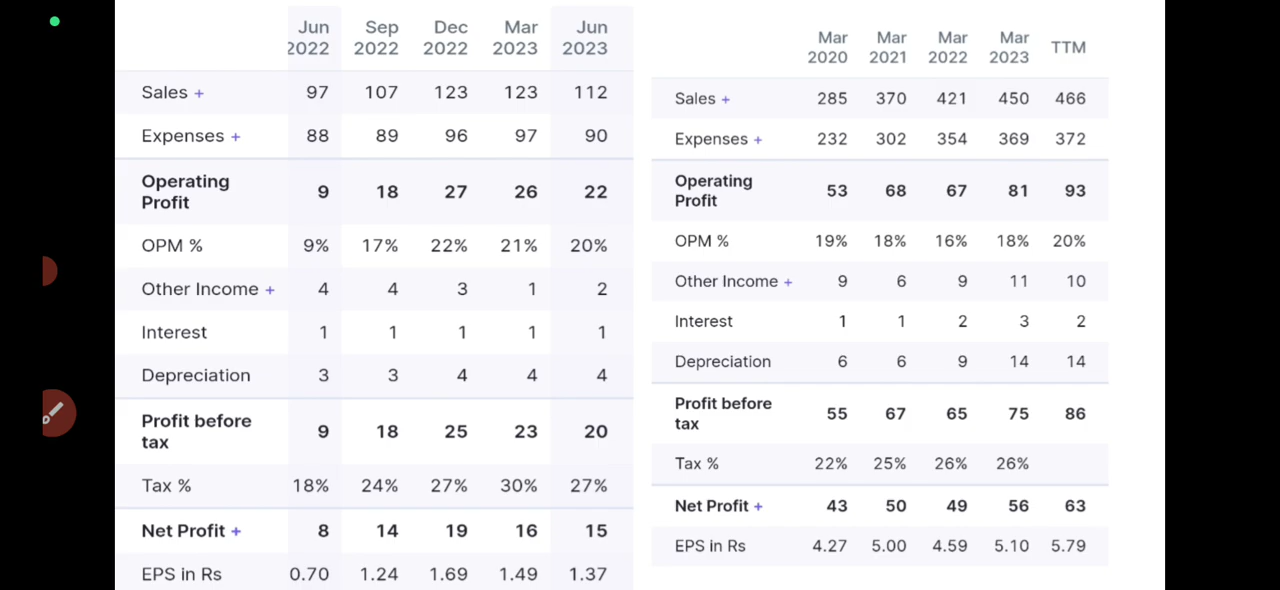 Jun 2022 Sep 2022 Dec 2022 Mar 2023 Jun 2023
Sales + 97 107 123 123 112
Expenses + 88 89 96 97 90
Operating Profit 9 18 27 26 22
OPM % 9% 17% 22% 21% 20%
Other Income + 4 4 3 1 2
Interest 1 1 1 1 1
Depreciation 3 3 4 4 4
Profit before tax 9 18 25 23 20
Tax % 18% 24% 27% 30% 27%
Net Profit + 8 14 19 16 15
EPS in Rs 0.70 1.24 1.69 1.49 1.37
Mar 2020 Mar 2021 Mar 2022 Mar 2023 TTM
Sales + 285 370 421 450 466
Expenses + 232 302 354 369 372
Operating Profit 53 68 67 81 93
OPM % 19% 18% 16% 18% 20%
Other Income + 9 6 9 11 10
Interest 1 1 2 3 2
Depreciation 6 6 9 14 14
Profit before tax 55 67 65 75 86
Tax % 22% 25% 26% 26%
Net Profit + 43 50 49 56 63
EPS in Rs 4.27 5.00 4.59 5.10 5.79